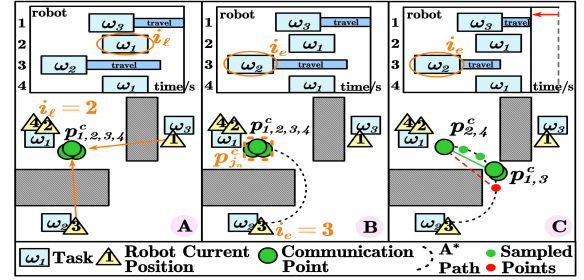 robot
1 ω3 travel
2 ω1 iℓ
3 ω2 travel
4 ω1 time/s
iℓ = 2
4 2
ω1
p^c_{1,2,3,4}
ω3
1
ω2 3
A
robot
1 ω3 travel
2 ω1
ie
3 ω2 travel
4 ω1 time/s
4 2
ω1
p^c_{1,2,3,4}
p^c_{jn}
ω3
1
ie = 3
ω2 3
B
robot
1 ω3 travel
2 ω1
ie
3 ω2 travel
4 ω1 time/s
4 2
ω1
p^c_{2,4}
ω3
1
p^c_{1,3}
ω2 3
C
ω1 Task
1 Robot Current Position
Communication Point
A* Path
Sampled Points